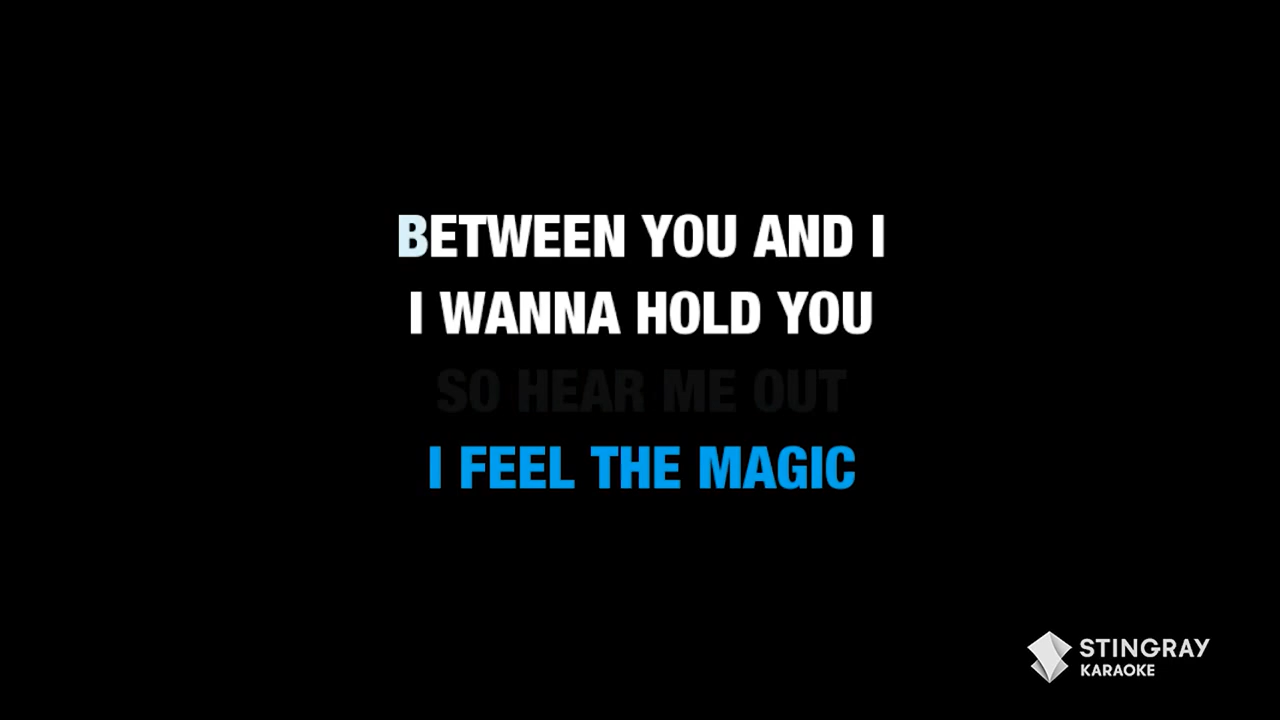 BETWEEN YOU AND I
I WANNA HOLD YOU
SO HEAR ME OUT
I FEEL THE MAGIC
STINGRAY
KARAOKE